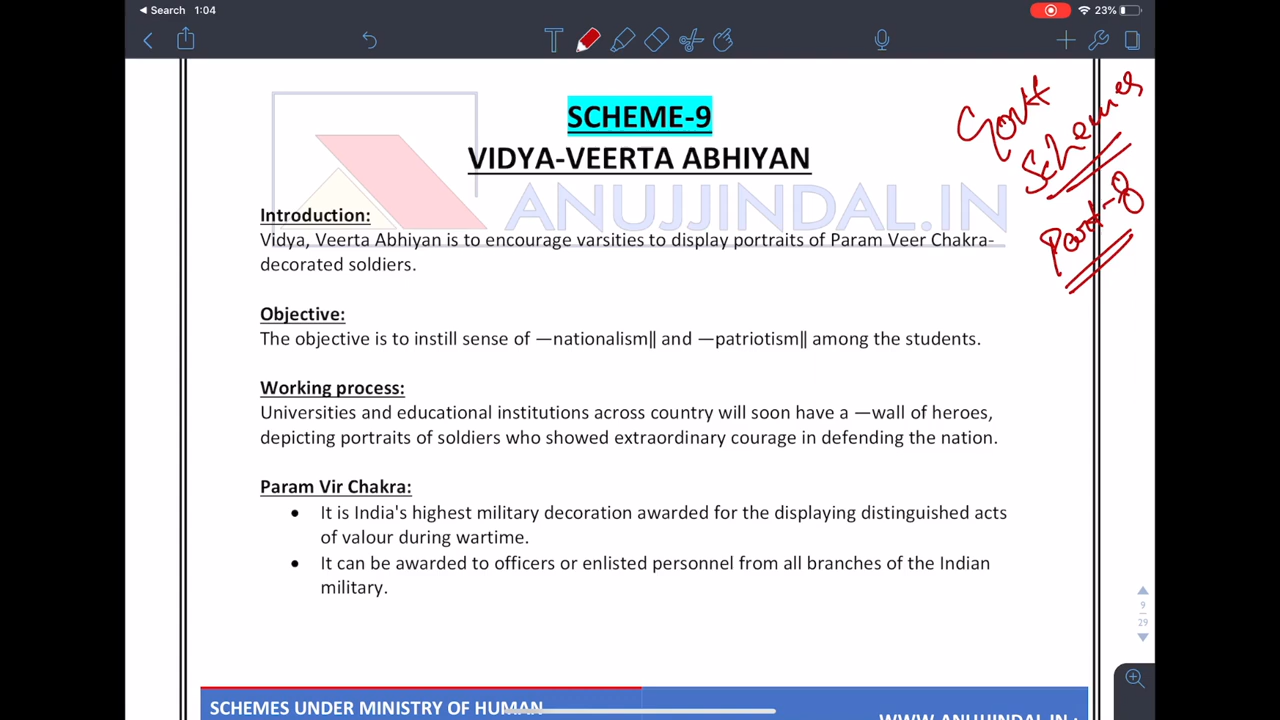 Search 1:04
23%
T
SCHEME-9
VIDYA-VEERTA ABHIYAN
Govt
Schemes
Part-8
ANUJJINDAL.IN
Introduction:
Vidya, Veerta Abhiyan is to encourage varsities to display portraits of Param Veer Chakra-
decorated soldiers.
Objective:
The objective is to instill sense of ―nationalism‖ and ―patriotism‖ among the students.
Working process:
Universities and educational institutions across country will soon have a ―wall of heroes,
depicting portraits of soldiers who showed extraordinary courage in defending the nation.
Param Vir Chakra:
• It is India's highest military decoration awarded for the displaying distinguished acts
of valour during wartime.
• It can be awarded to officers or enlisted personnel from all branches of the Indian
military.
9
29
SCHEMES UNDER MINISTRY OF HUMAN
WWW.ANUJJINDAL.IN